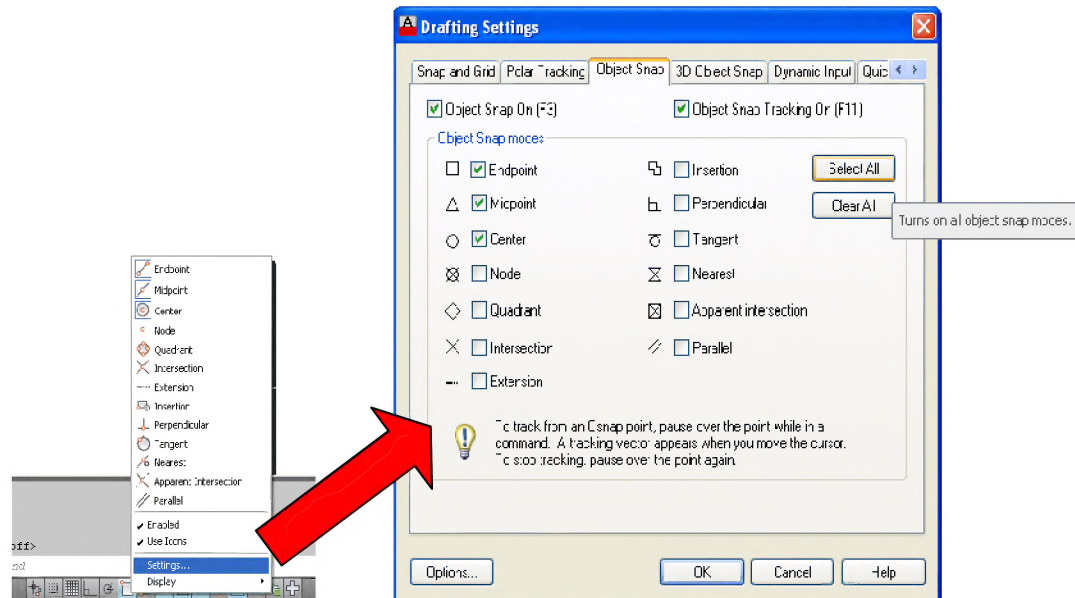 Drafting Settings
Snap and Grid
Polar Tracking
Object Snap
3D Object Snap
Dynamic Input
Quic
Object Snap On (F3)
Object Snap Tracking On (F11)
Object Snap modes
Endpoint
Insertion
Select All
Midpoint
Perpendicular
Clear All
Turns on all object snap modes.
Center
Tangent
Node
Nearest
Quadrant
Apparent intersection
Intersection
Parallel
Extension
To track from an Osnap point, pause over the point while in a
command. A tracking vector appears when you move the cursor.
To stop tracking, pause over the point again.
Options...
OK
Cancel
Help
Endpoint
Midpoint
Center
Node
Quadrant
Intersection
Extension
Insertion
Perpendicular
Tangent
Nearest
Apparent Intersection
Parallel
Enabled
Use Icons
Settings...
Display
off>
nd